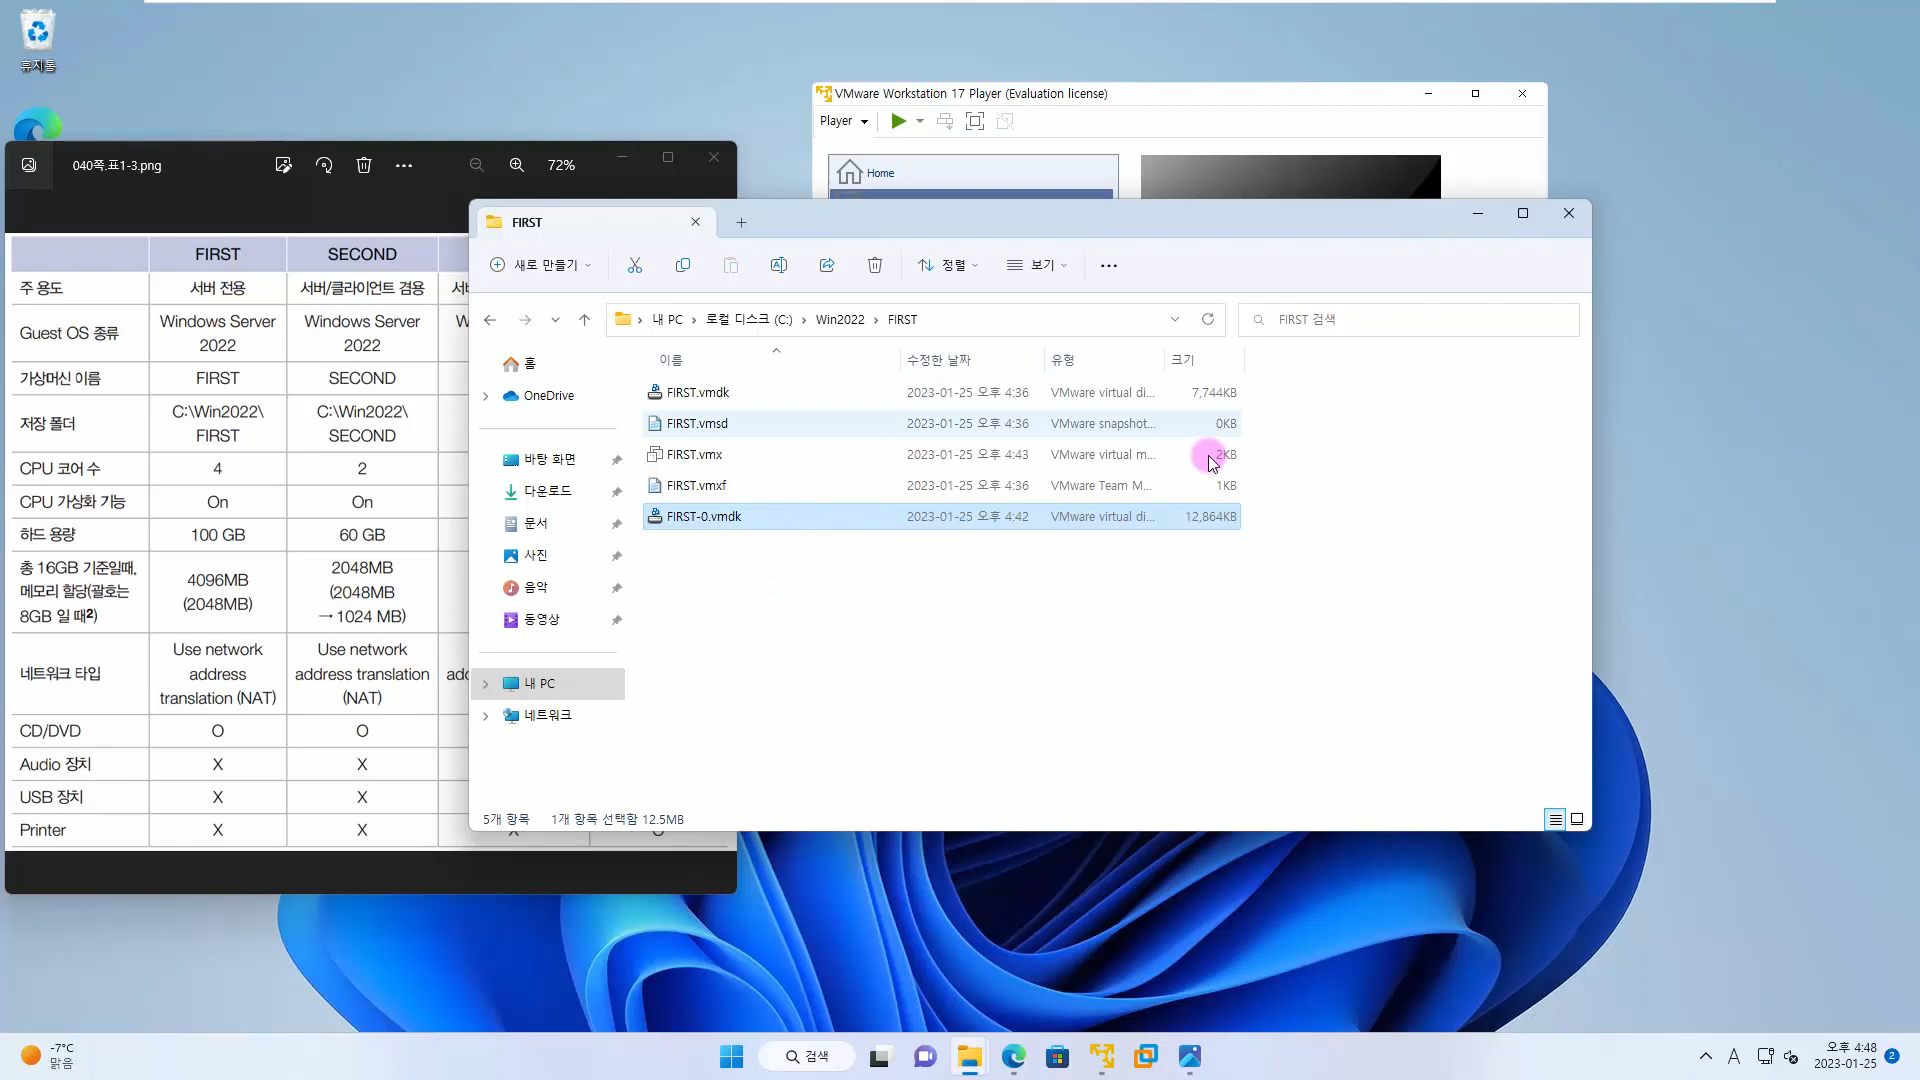 휴지통
VMware Workstation 17 Player (Evaluation license)
Player
Home
040쪽.표1-3.png
72%
FIRST SECOND
주 용도 서버 전용 서버/클라이언트 겸용
Guest OS 종류 Windows Server 2022 Windows Server 2022
가상머신 이름 FIRST SECOND
저장 폴더 C:\Win2022\FIRST C:\Win2022\SECOND
CPU 코어 수 4 2
CPU 가상화 기능 On On
하드 용량 100 GB 60 GB
총 16GB 기준일때, 메모리 할당(괄호는 8GB 일 때2) 4096MB (2048MB) 2048MB (2048MB → 1024 MB)
네트워크 타입 Use network address translation (NAT) Use network address translation (NAT)
CD/DVD O O
Audio 장치 X X
USB 장치 X X
Printer X X
FIRST
새로 만들기 정렬 보기
내 PC 로컬 디스크 (C:) Win2022 FIRST
FIRST 검색
홈
OneDrive
바탕 화면
다운로드
문서
사진
음악
동영상
내 PC
네트워크
이름 수정한 날짜 유형 크기
FIRST.vmdk 2023-01-25 오후 4:36 VMware virtual di... 7,744KB
FIRST.vmsd 2023-01-25 오후 4:36 VMware snapshot... 0KB
FIRST.vmx 2023-01-25 오후 4:43 VMware virtual m... 2KB
FIRST.vmxf 2023-01-25 오후 4:36 VMware Team M... 1KB
FIRST-0.vmdk 2023-01-25 오후 4:42 VMware virtual di... 12,864KB
5개 항목 1개 항목 선택함 12.5MB
-7°C
맑음
검색
A
오후 4:48
2023-01-25
2